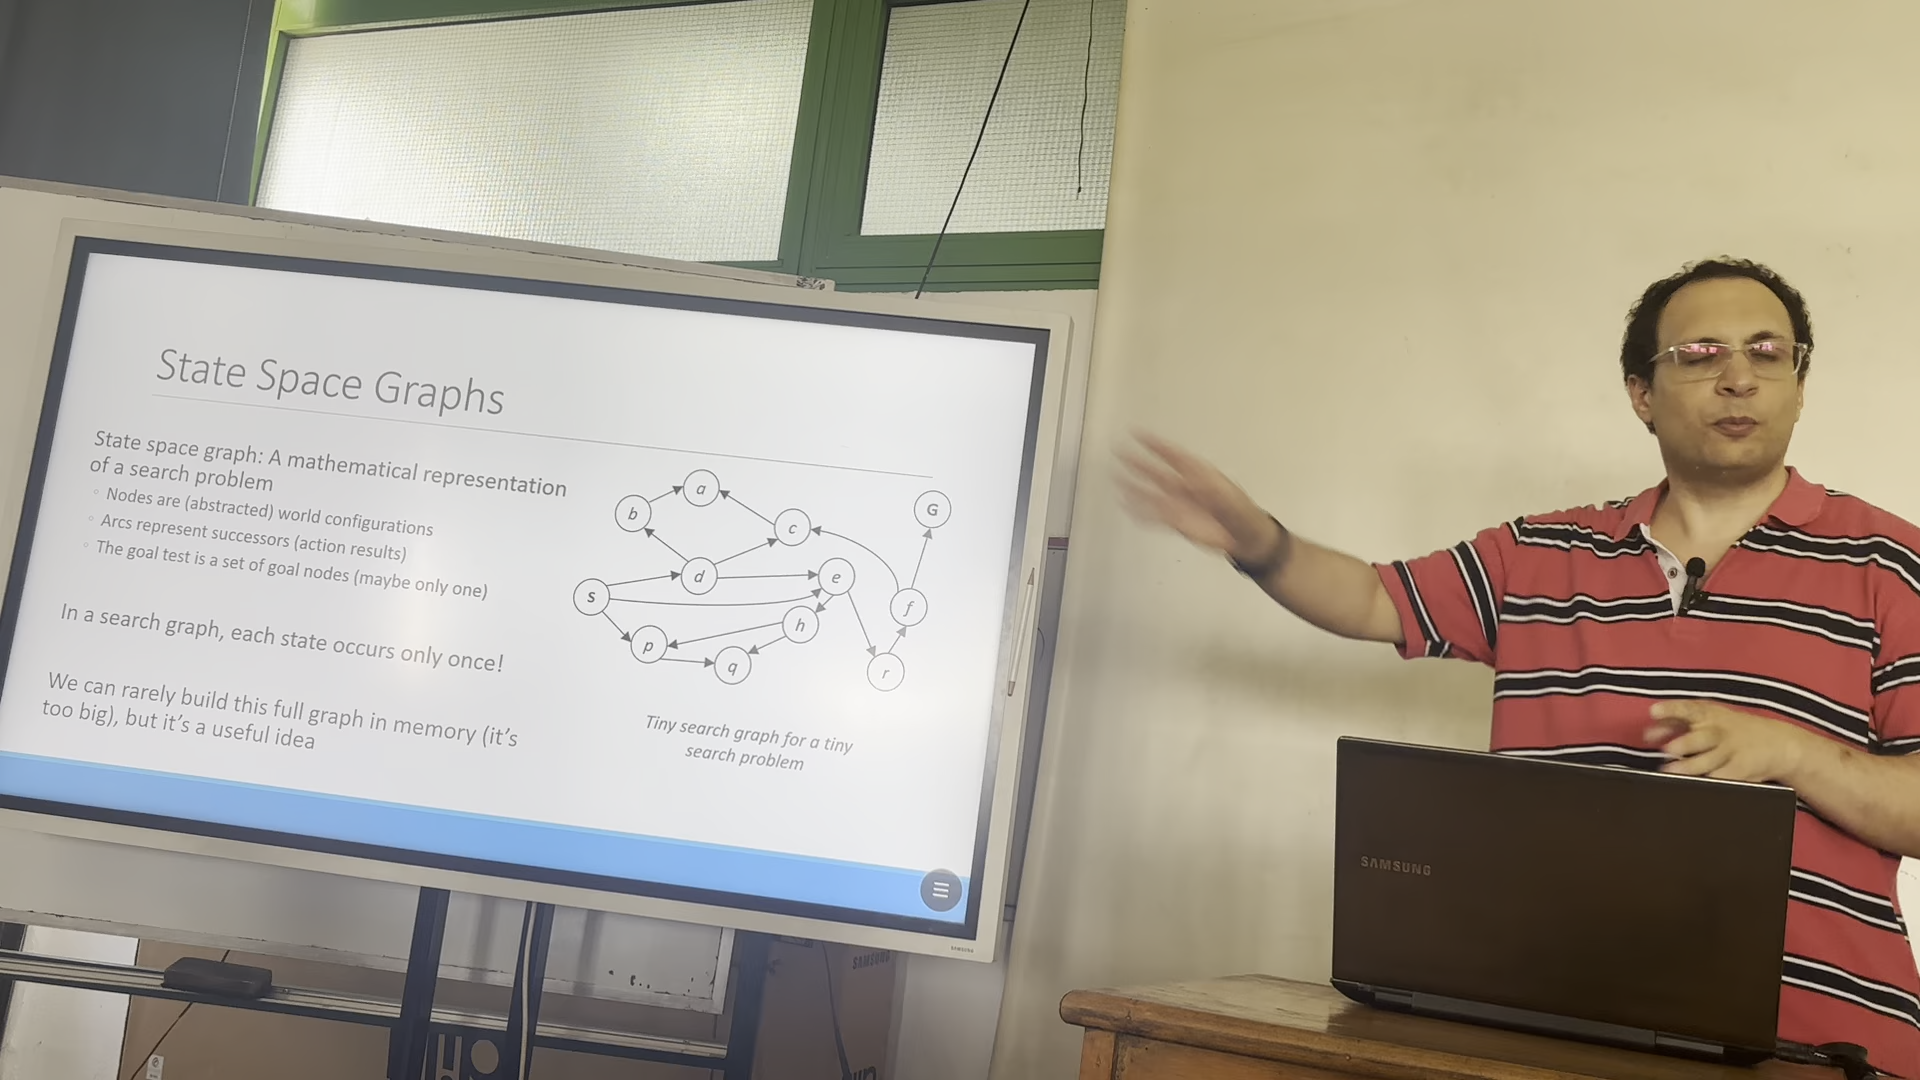 State Space Graphs
State space graph: A mathematical representation
of a search problem
◦ Nodes are (abstracted) world configurations
◦ Arcs represent successors (action results)
◦ The goal test is a set of goal nodes (maybe only one)
In a search graph, each state occurs only once!
We can rarely build this full graph in memory (it's
too big), but it's a useful idea
a
G
b
c
d
e
S
f
h
p
q
r
Tiny search graph for a tiny
search problem
SAMSUNG
SAMSUNG
SAMSUNG